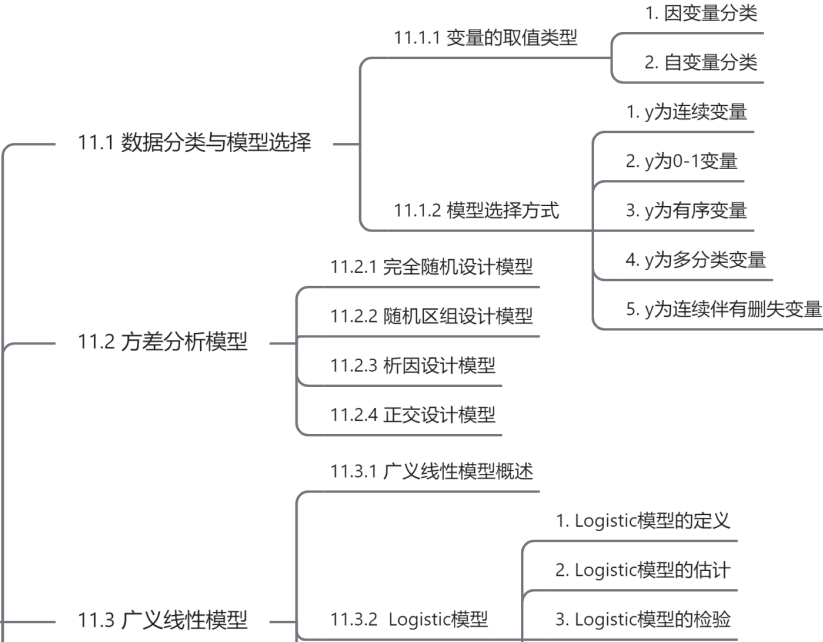 11.1 数据分类与模型选择
11.1.1 变量的取值类型
1. 因变量分类
2. 自变量分类
11.1.2 模型选择方式
1. y为连续变量
2. y为0-1变量
3. y为有序变量
4. y为多分类变量
5. y为连续伴有删失变量
11.2 方差分析模型
11.2.1 完全随机设计模型
11.2.2 随机区组设计模型
11.2.3 析因设计模型
11.2.4 正交设计模型
11.3 广义线性模型
11.3.1 广义线性模型概述
11.3.2 Logistic模型
1. Logistic模型的定义
2. Logistic模型的估计
3. Logistic模型的检验